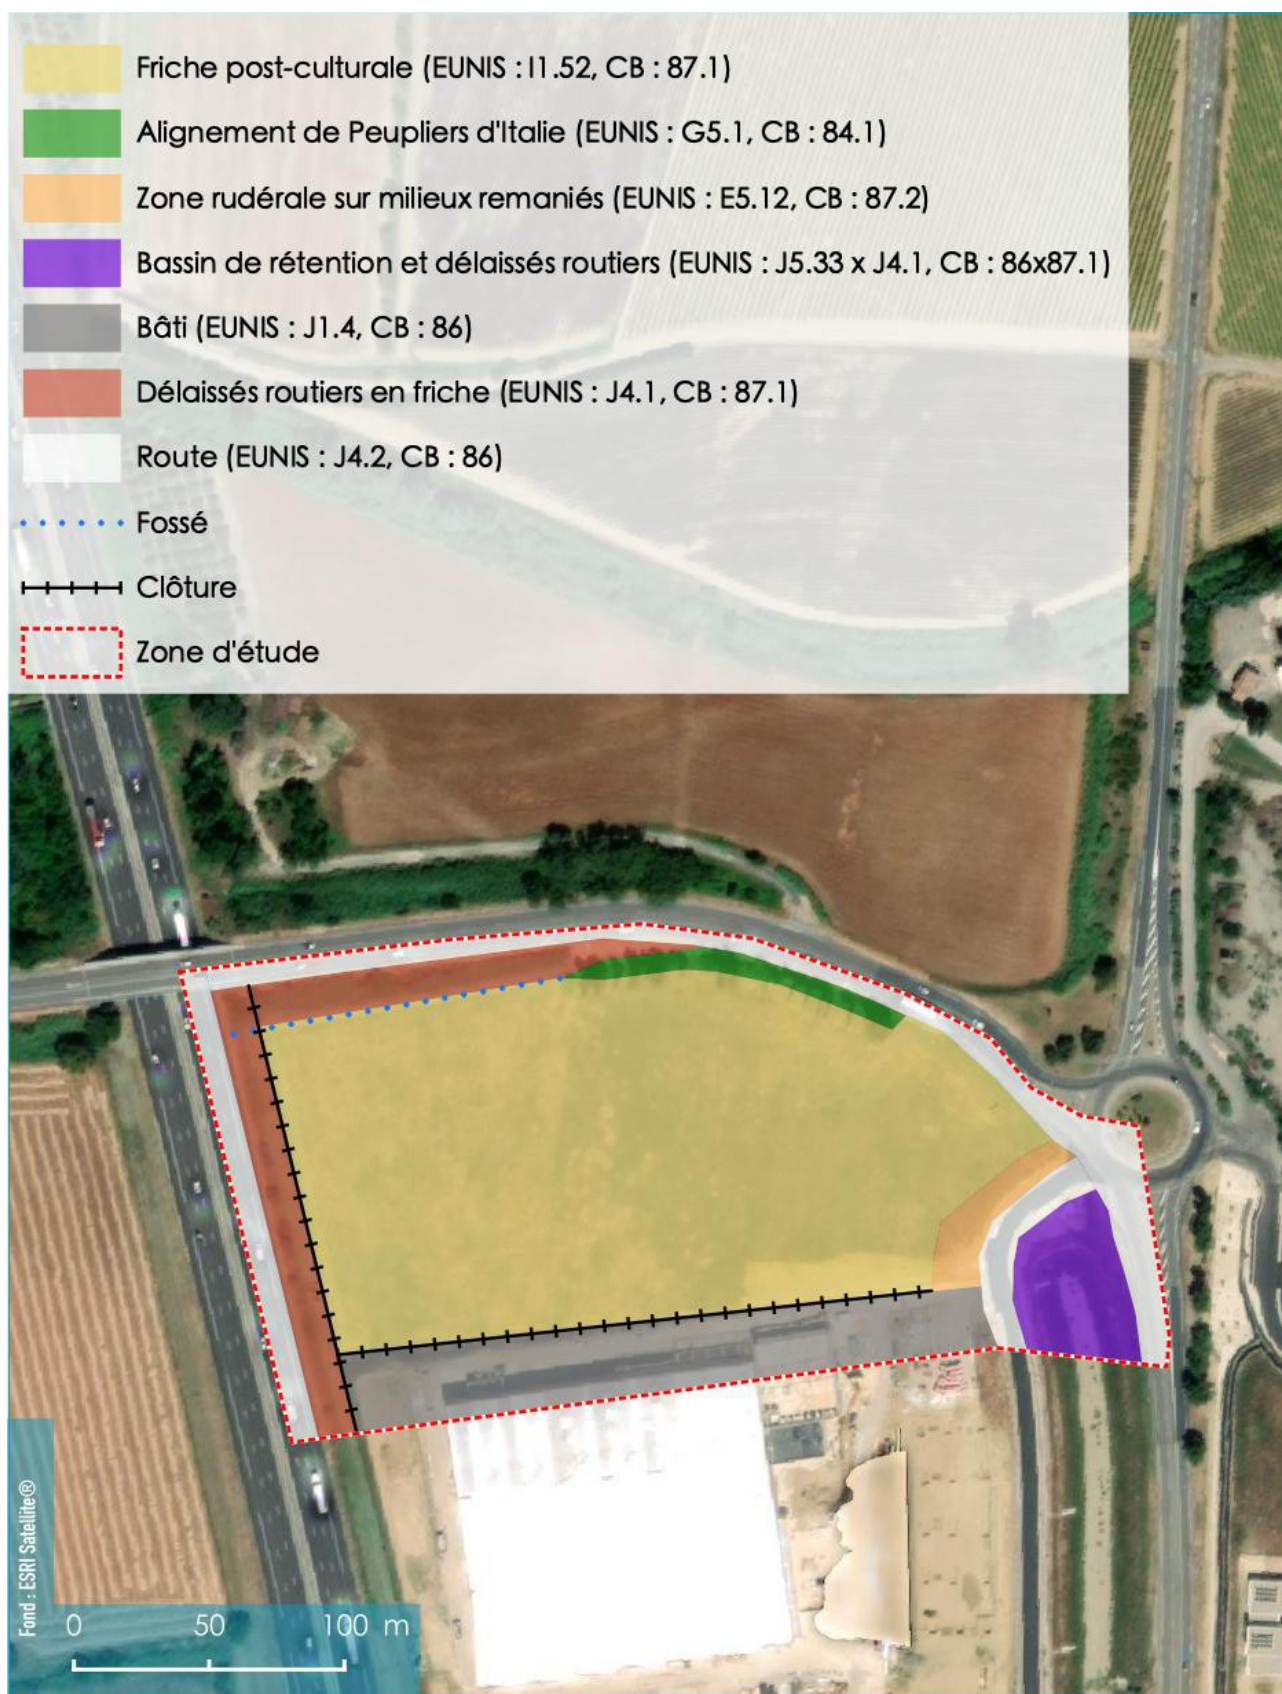 Friche post-culturale (EUNIS : I1.52, CB : 87.1)
Alignement de Peupliers d'Italie (EUNIS : G5.1, CB : 84.1)
Zone rudérale sur milieux remaniés (EUNIS : E5.12, CB : 87.2)
Bassin de rétention et délaissés routiers (EUNIS : J5.33 x J4.1, CB : 86x87.1)
Bâti (EUNIS : J1.4, CB : 86)
Délaissés routiers en friche (EUNIS : J4.1, CB : 87.1)
Route (EUNIS : J4.2, CB : 86)
Fossé
Clôture
Zone d'étude
Fond : ESRI Satellite®
0 50 100 m